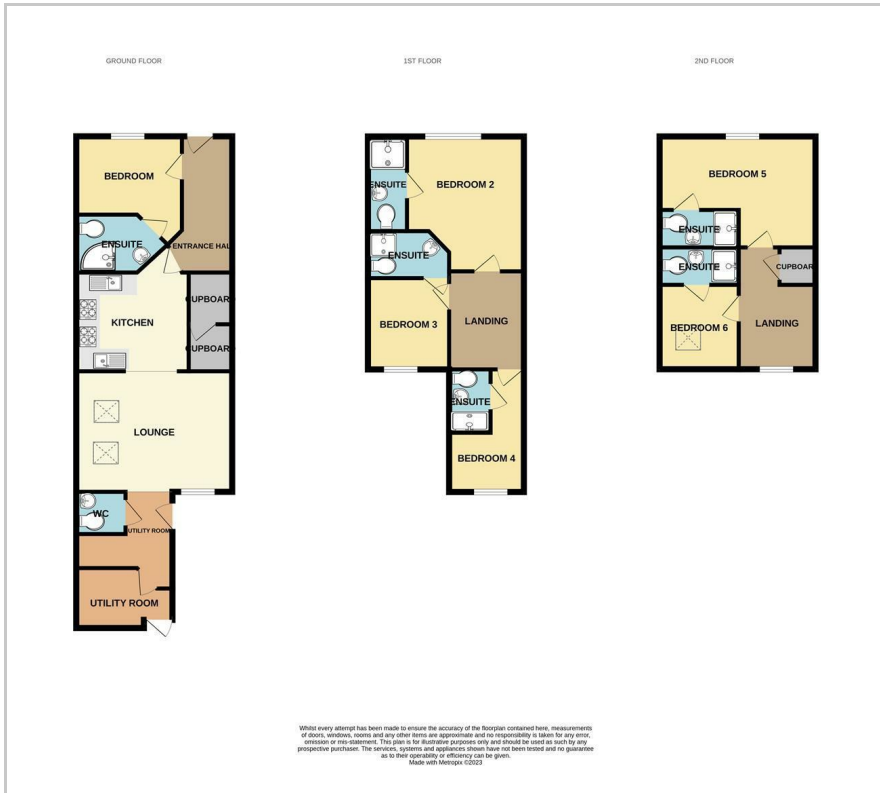 GROUND FLOOR
1ST FLOOR
2ND FLOOR
BEDROOM
ENSUITE
ENTRANCE HALL
KITCHEN
CUPBOARD
CUPBOARD
LOUNGE
WC
UTILITY ROOM
UTILITY ROOM
ENSUITE
BEDROOM 2
ENSUITE
BEDROOM 3
LANDING
ENSUITE
BEDROOM 4
BEDROOM 5
ENSUITE
ENSUITE
CUPBOARD
BEDROOM 6
LANDING
Whilst every attempt has been made to ensure the accuracy of the floorplan contained here, measurements
of doors, windows, rooms and any other items are approximate and no responsibility is taken for any error,
omission or mis-statement. This plan is for illustrative purposes only and should be used as such by any
prospective purchaser. The services, systems and appliances shown have not been tested and no guarantee
as to their operability or efficiency can be given.
Made with Metropix ©2023